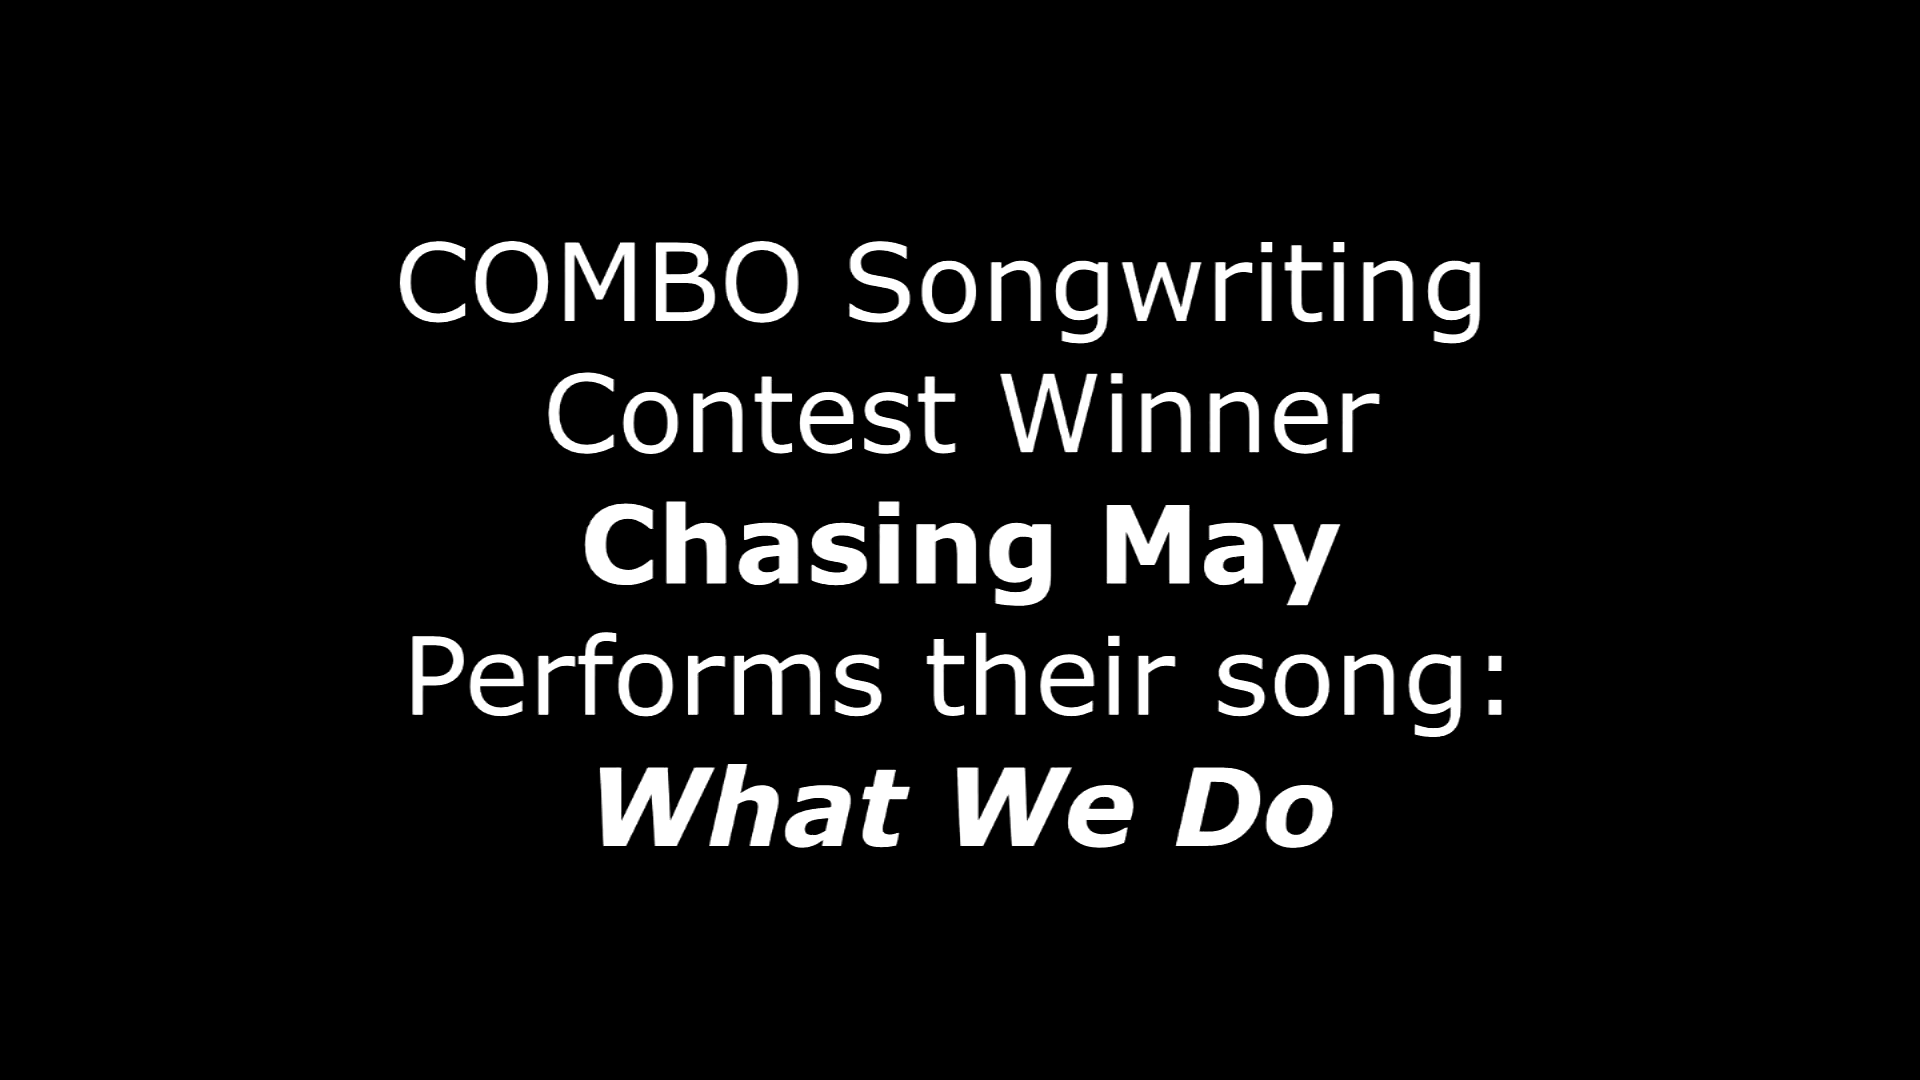 COMBO Songwriting
Contest Winner
Chasing May
Performs their song:
What We Do